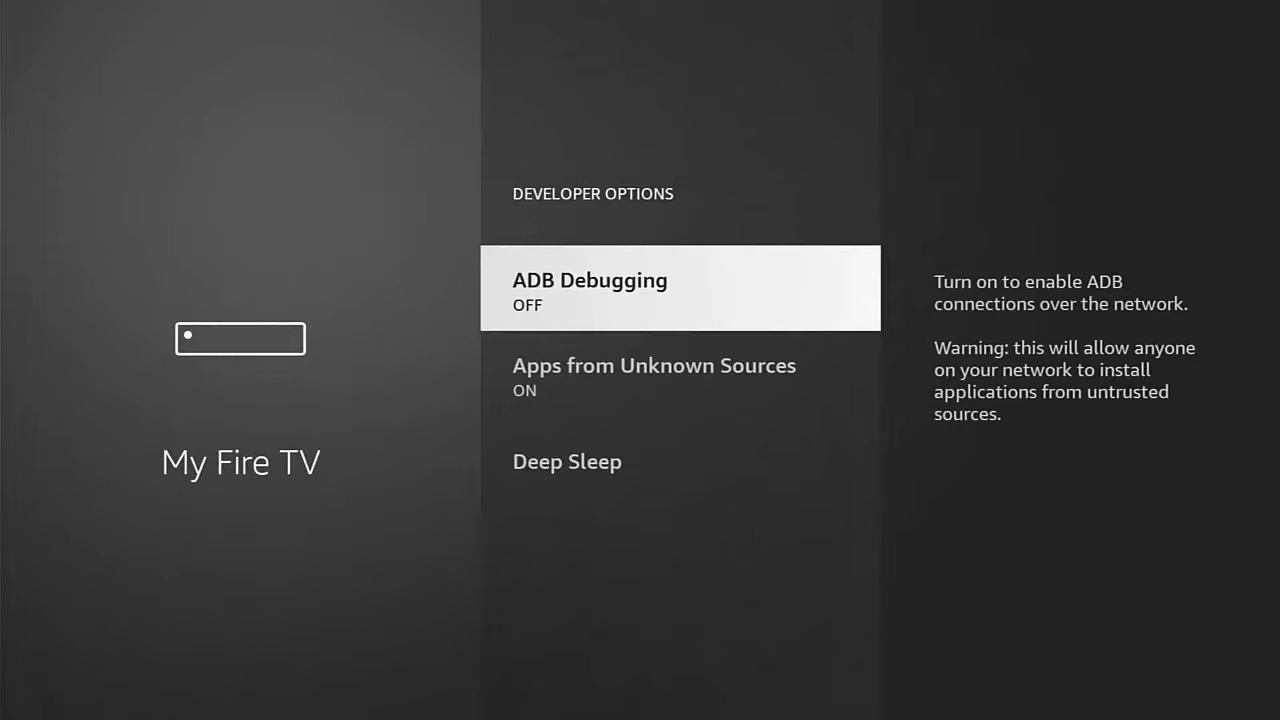 DEVELOPER OPTIONS
ADB Debugging
OFF
Apps from Unknown Sources
ON
Deep Sleep
My Fire TV
Turn on to enable ADB
connections over the network.
Warning: this will allow anyone
on your network to install
applications from untrusted
sources.